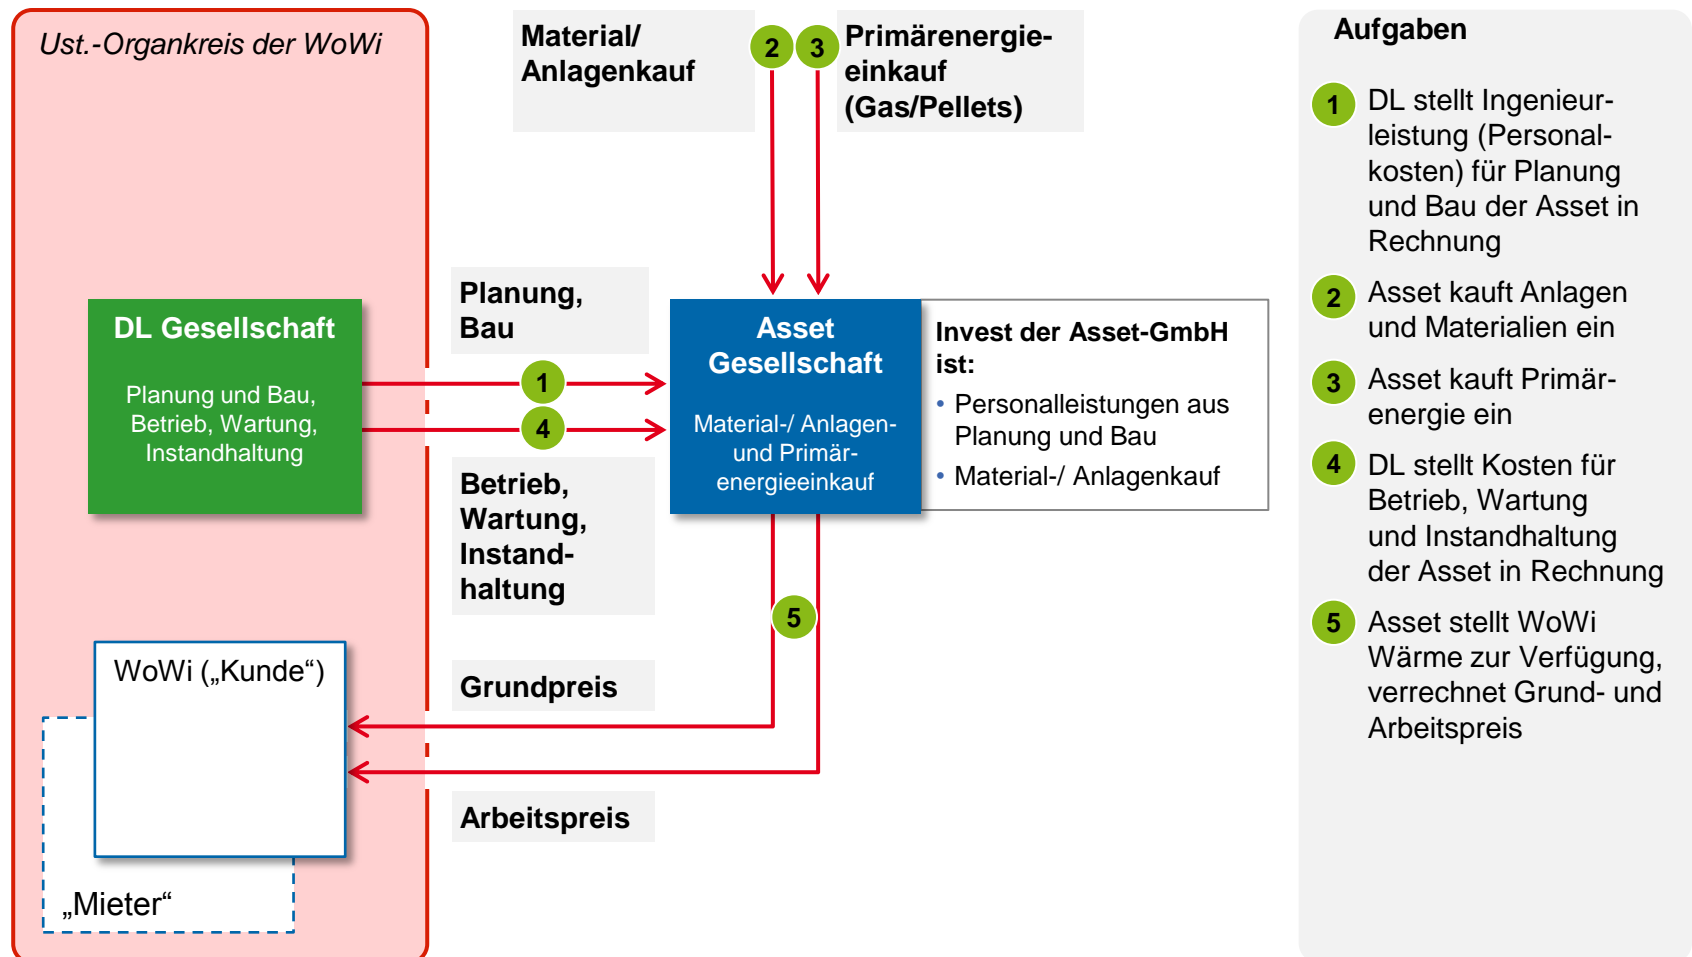 Ust.-Organkreis der WoWi
Material/
Anlagenkauf
2
3
Primärenergie-
einkauf
(Gas/Pellets)
DL Gesellschaft
Planung und Bau,
Betrieb, Wartung,
Instandhaltung
Planung,
Bau
1
4
Betrieb,
Wartung,
Instand-
haltung
Asset
Gesellschaft
Material-/ Anlagen-
und Primär-
energieeinkauf
Invest der Asset-GmbH
ist:
• Personalleistungen aus
Planung und Bau
• Material-/ Anlagenkauf
5
WoWi („Kunde“)
„Mieter“
Grundpreis
Arbeitspreis
Aufgaben
1 DL stellt Ingenieur-
leistung (Personal-
kosten) für Planung
und Bau der Asset in
Rechnung
2 Asset kauft Anlagen
und Materialien ein
3 Asset kauft Primär-
energie ein
4 DL stellt Kosten für
Betrieb, Wartung
und Instandhaltung
der Asset in Rechnung
5 Asset stellt WoWi
Wärme zur Verfügung,
verrechnet Grund- und
Arbeitspreis